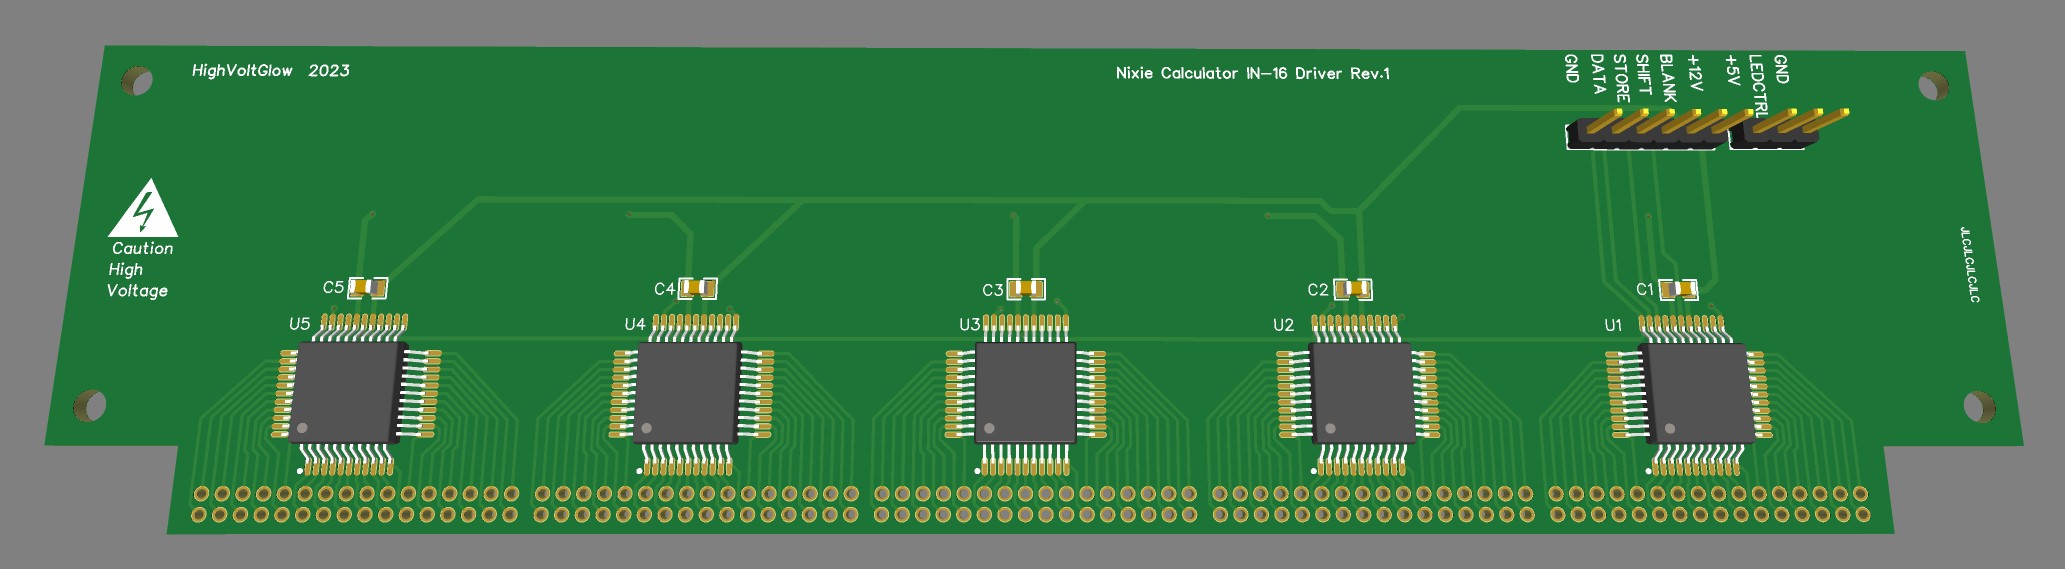 HighVoltGlow 2023
Nixie Calculator IN-16 Driver Rev.1
GND
DATA
STORE
SHIFT
BLANK
+12V
+5V
LEDCTRL
GND
Caution
High
Voltage
JLCJLCJLCJLC
C5
C4
C3
C2
C1
U5
U4
U3
U2
U1